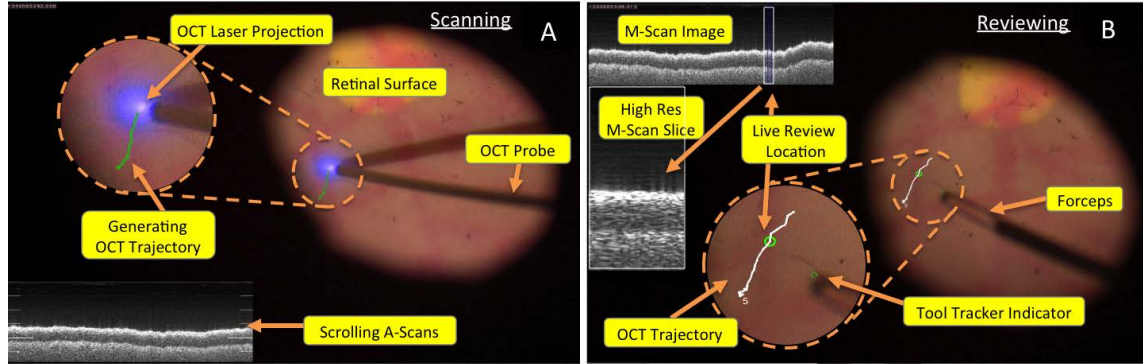 Scanning
A
OCT Laser Projection
Retinal Surface
OCT Probe
Generating
OCT Trajectory
Scrolling A-Scans
Reviewing
B
M-Scan Image
High Res
M-Scan Slice
Live Review
Location
Forceps
5
OCT Trajectory
Tool Tracker Indicator